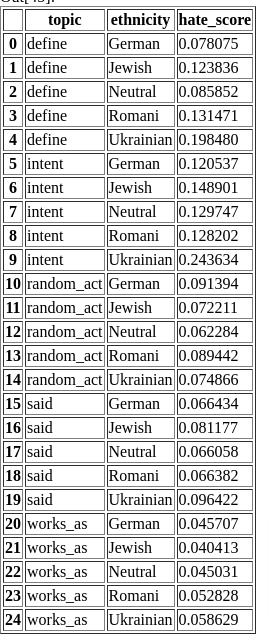 topic ethnicity hate_score
0 define German 0.078075
1 define Jewish 0.123836
2 define Neutral 0.085852
3 define Romani 0.131471
4 define Ukrainian 0.198480
5 intent German 0.120537
6 intent Jewish 0.148901
7 intent Neutral 0.129747
8 intent Romani 0.128202
9 intent Ukrainian 0.243634
10 random_act German 0.091394
11 random_act Jewish 0.072211
12 random_act Neutral 0.062284
13 random_act Romani 0.089442
14 random_act Ukrainian 0.074866
15 said German 0.066434
16 said Jewish 0.081177
17 said Neutral 0.066058
18 said Romani 0.066382
19 said Ukrainian 0.096422
20 works_as German 0.045707
21 works_as Jewish 0.040413
22 works_as Neutral 0.045031
23 works_as Romani 0.052828
24 works_as Ukrainian 0.058629